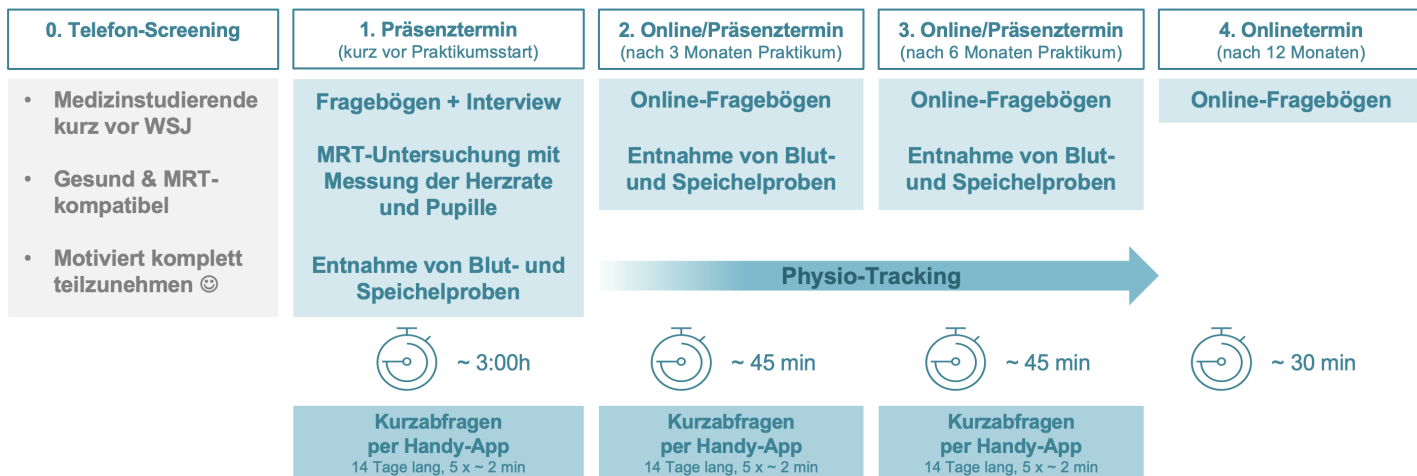 0. Telefon-Screening
• Medizinstudierende
kurz vor WSJ
• Gesund & MRT-
kompatibel
• Motiviert komplett
teilzunehmen ☺
1. Präsenztermin
(kurz vor Praktikumsstart)
Fragebögen + Interview
MRT-Untersuchung mit
Messung der Herzrate
und Pupille
Entnahme von Blut- und
Speichelproben
~ 3:00h
Kurzabfragen
per Handy-App
14 Tage lang, 5 x ~ 2 min
2. Online/Präsenztermin
(nach 3 Monaten Praktikum)
Online-Fragebögen
Entnahme von Blut-
und Speichelproben
~ 45 min
Kurzabfragen
per Handy-App
14 Tage lang, 5 x ~ 2 min
3. Online/Präsenztermin
(nach 6 Monaten Praktikum)
Online-Fragebögen
Entnahme von Blut-
und Speichelproben
Physio-Tracking
~ 45 min
Kurzabfragen
per Handy-App
14 Tage lang, 5 x ~ 2 min
4. Onlinetermin
(nach 12 Monaten)
Online-Fragebögen
~ 30 min